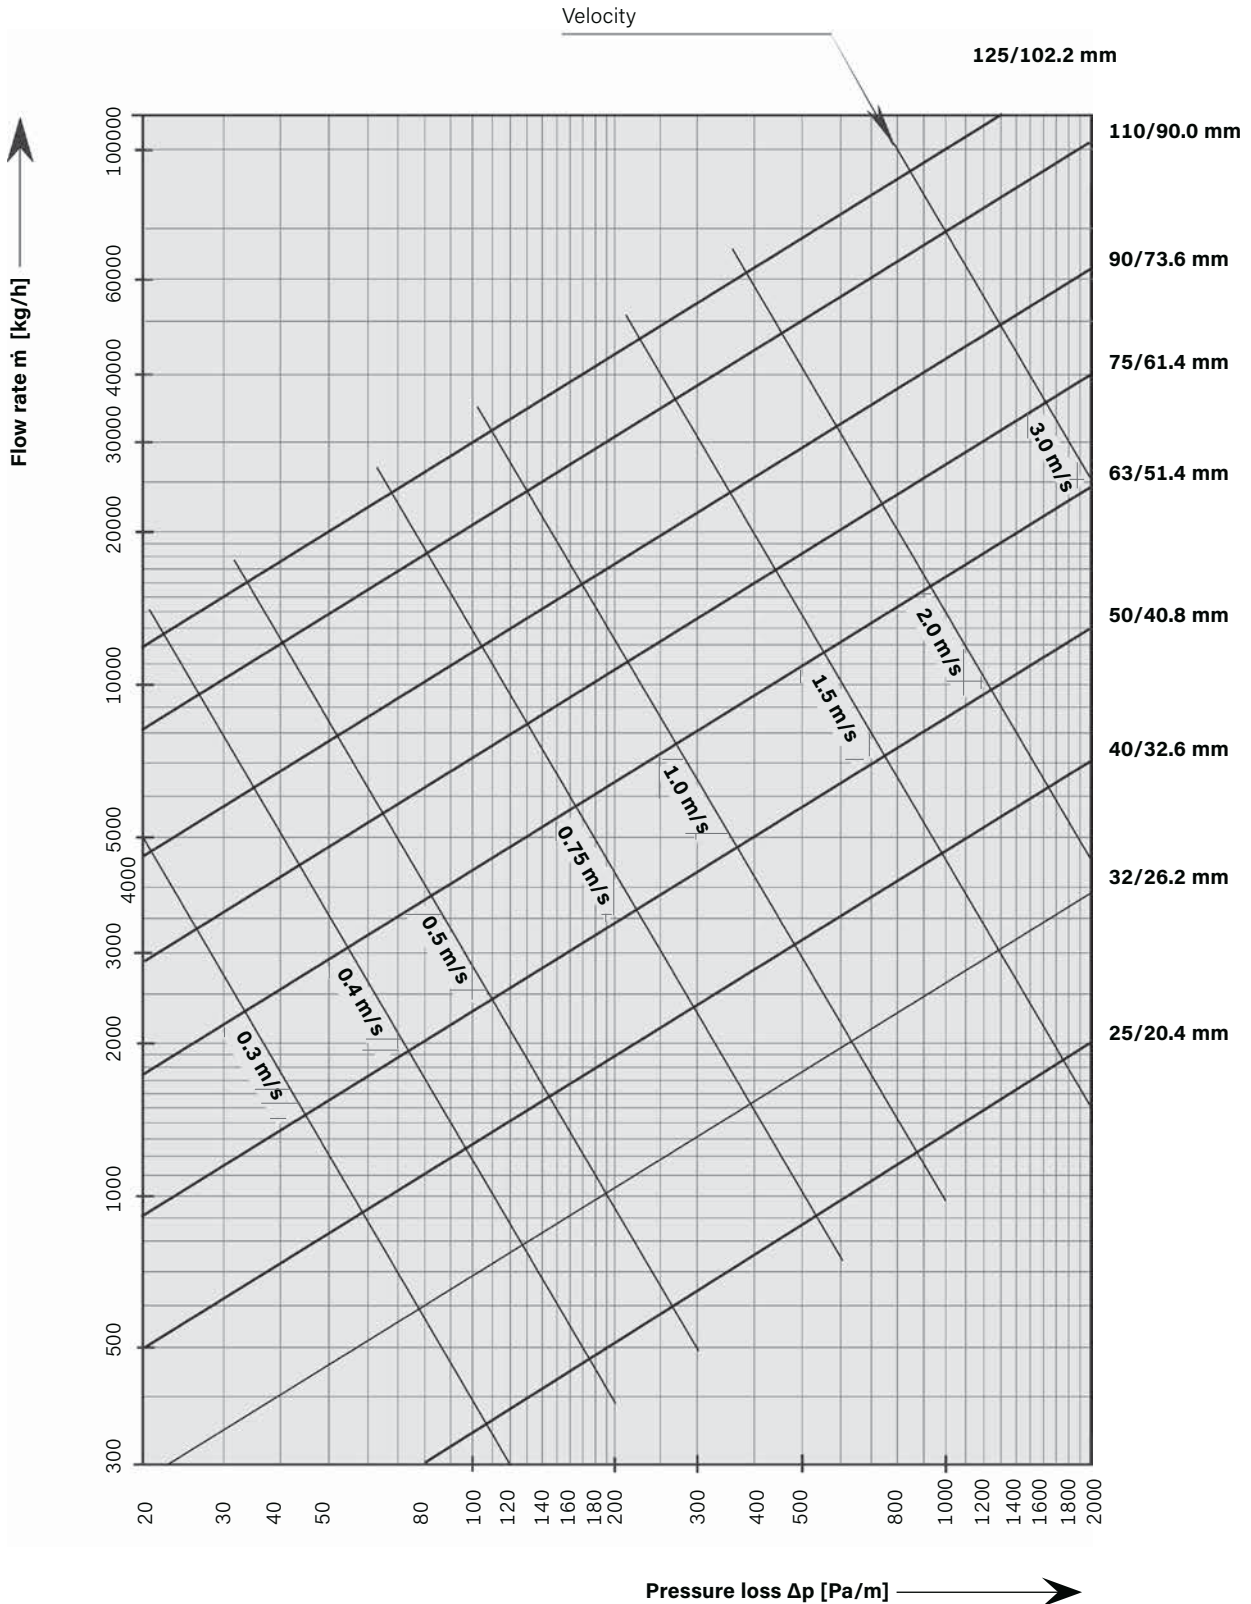 Velocity
125/102.2 mm
110/90.0 mm
90/73.6 mm
75/61.4 mm
63/51.4 mm
50/40.8 mm
40/32.6 mm
32/26.2 mm
25/20.4 mm
Flow rate ṁ [kg/h]
100000
60000
40000
30000
20000
10000
5000
4000
3000
2000
1000
500
300
3.0 m/s
2.0 m/s
1.5 m/s
1.0 m/s
0.75 m/s
0.5 m/s
0.4 m/s
0.3 m/s
20 30 40 50 80 100 120 140 160 180 200 300 400 500 800 1000 1200 1400 1600 1800 2000
Pressure loss Δp [Pa/m]